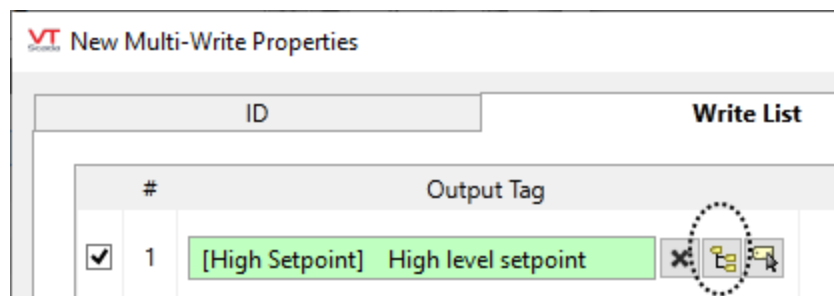 VT Scada New Multi-Write Properties
ID Write List
# Output Tag
1 [High Setpoint] High level setpoint